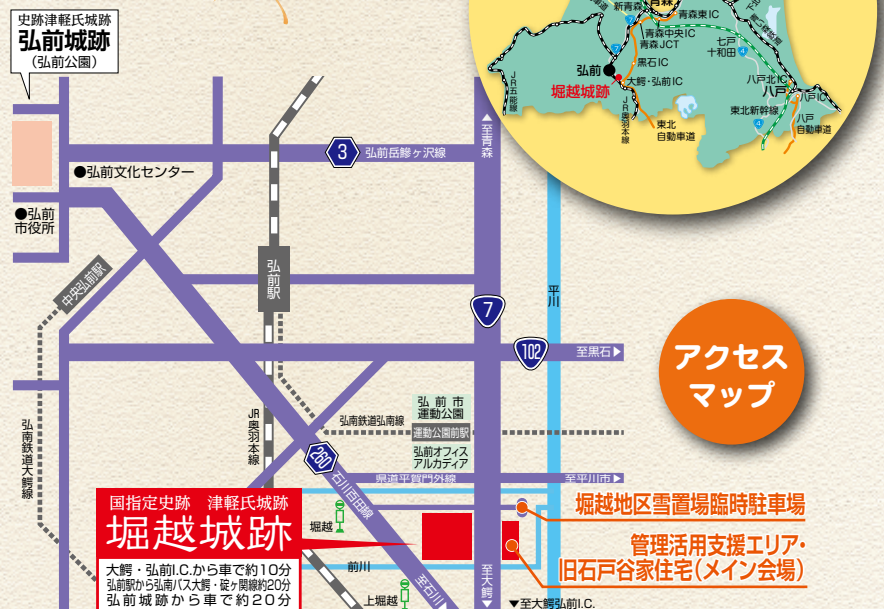 史跡津軽氏城跡
弘前城跡
(弘前公園)
●弘前文化センター
●弘前
市役所
中央弘前駅
弘南鉄道大鰐線
弘前駅
JR奥羽本線
3
弘前岳鰺ヶ沢線
▲至青森
7
平川
102
至黒石▶
弘前市
運動公園
弘南鉄道弘南線
運動公園前駅
弘前オフィス
アルカディア
260
石川百田線
県道平賀門外線
至平川市▶
国指定史跡 津軽氏城跡
堀越城跡
大鰐・弘前I.C.から車で約10分
弘前駅から弘南バス大鰐・碇ヶ関線約20分
弘前城跡から車で約20分
堀越
前川
上堀越
至石川▶
至大鰐▼
▼至大鰐弘前I.C.
堀越地区雪置場臨時駐車場
管理活用支援エリア・
旧石戸谷家住宅(メイン会場)
アクセス
マップ
新青森
青森
青森東IC
7
青森中央IC
青森JCT
7
黒石IC
弘前
大鰐・弘前IC
堀越城跡
JR五能線
JR奥羽本線
東北
自動車道
七戸
十和田
4
八戸北IC
八戸
八戸IC
東北新幹線
4
八戸
自動車道